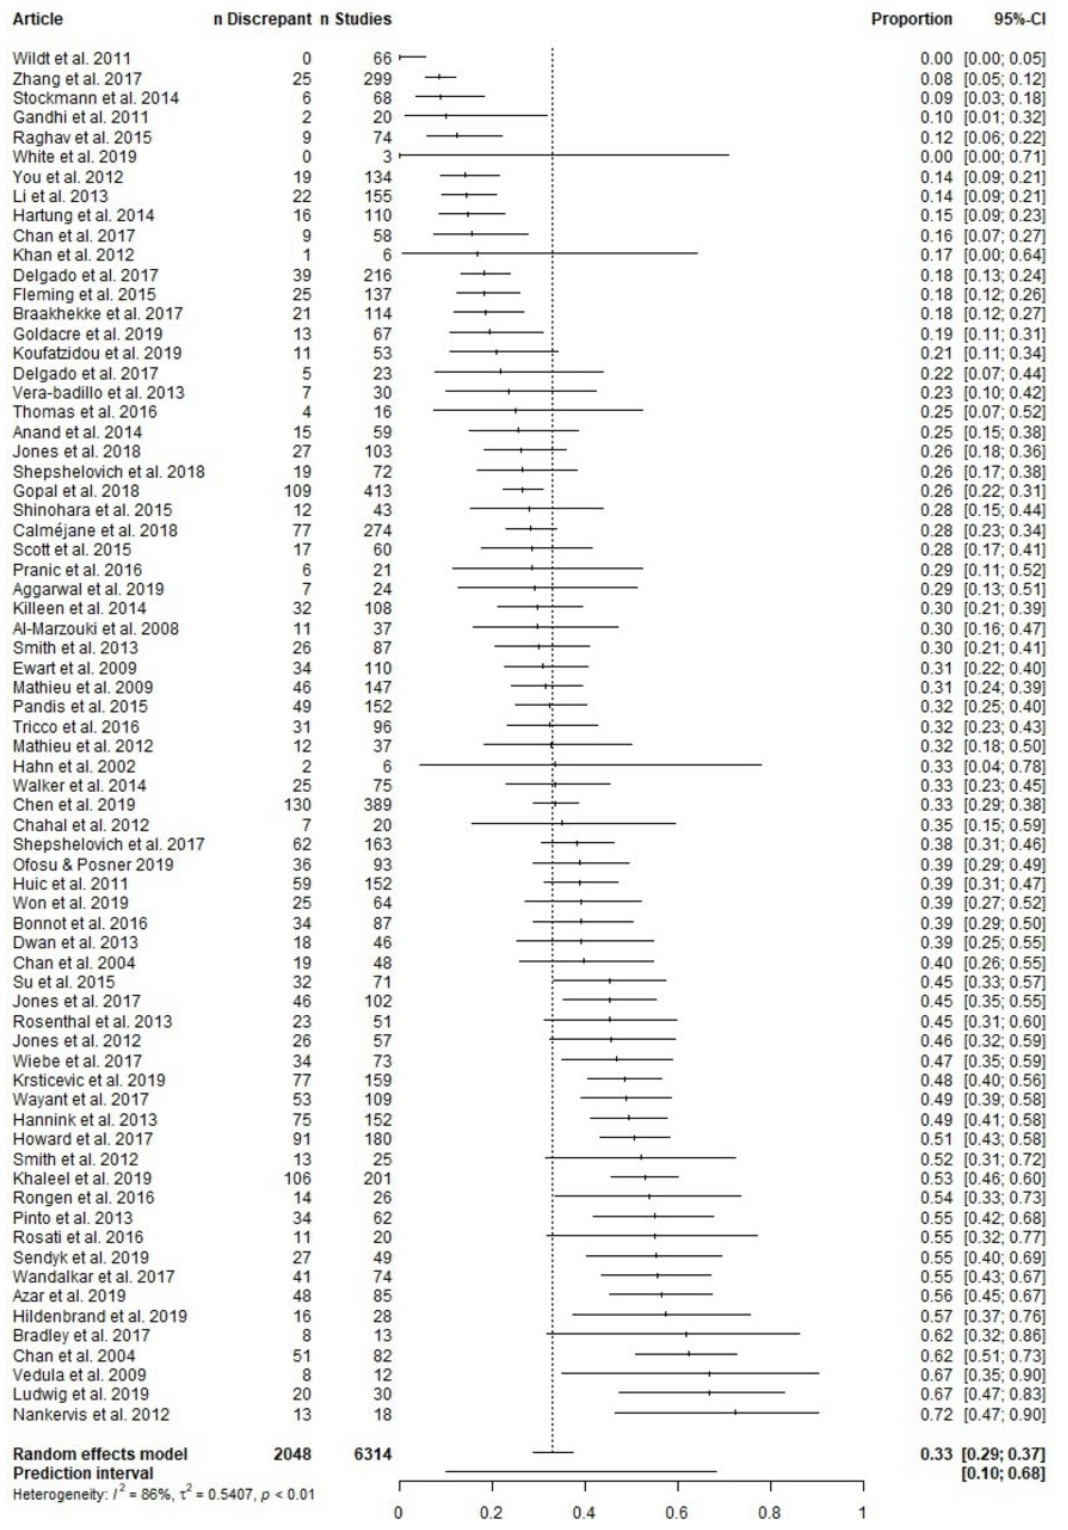 Article n Discrepant n Studies Proportion 95%-CI
Wildt et al. 2011 0 66 0.00 [0.00; 0.05]
Zhang et al. 2017 25 299 0.08 [0.05; 0.12]
Stockmann et al. 2014 6 68 0.09 [0.03; 0.18]
Gandhi et al. 2011 2 20 0.10 [0.01; 0.32]
Raghav et al. 2015 9 74 0.12 [0.06; 0.22]
White et al. 2019 0 3 0.00 [0.00; 0.71]
You et al. 2012 19 134 0.14 [0.09; 0.21]
Li et al. 2013 22 155 0.14 [0.09; 0.21]
Hartung et al. 2014 16 110 0.15 [0.09; 0.23]
Chan et al. 2017 9 58 0.16 [0.07; 0.27]
Khan et al. 2012 1 6 0.17 [0.00; 0.64]
Delgado et al. 2017 39 216 0.18 [0.13; 0.24]
Fleming et al. 2015 25 137 0.18 [0.12; 0.26]
Braakhekke et al. 2017 21 114 0.18 [0.12; 0.27]
Goldacre et al. 2019 13 67 0.19 [0.11; 0.31]
Koufatzidou et al. 2019 11 53 0.21 [0.11; 0.34]
Delgado et al. 2017 5 23 0.22 [0.07; 0.44]
Vera-badillo et al. 2013 7 30 0.23 [0.10; 0.42]
Thomas et al. 2016 4 16 0.25 [0.07; 0.52]
Anand et al. 2014 15 59 0.25 [0.15; 0.38]
Jones et al. 2018 27 103 0.26 [0.18; 0.36]
Shepshelovich et al. 2018 19 72 0.26 [0.17; 0.38]
Gopal et al. 2018 109 413 0.26 [0.22; 0.31]
Shinohara et al. 2015 12 43 0.28 [0.15; 0.44]
Calméjane et al. 2018 77 274 0.28 [0.23; 0.34]
Scott et al. 2015 17 60 0.28 [0.17; 0.41]
Pranic et al. 2016 6 21 0.29 [0.11; 0.52]
Aggarwal et al. 2019 7 24 0.29 [0.13; 0.51]
Killeen et al. 2014 32 108 0.30 [0.21; 0.39]
Al-Marzouki et al. 2008 11 37 0.30 [0.16; 0.47]
Smith et al. 2013 26 87 0.30 [0.21; 0.41]
Ewart et al. 2009 34 110 0.31 [0.22; 0.40]
Mathieu et al. 2009 46 147 0.31 [0.24; 0.39]
Pandis et al. 2015 49 152 0.32 [0.25; 0.40]
Tricco et al. 2016 31 96 0.32 [0.23; 0.43]
Mathieu et al. 2012 12 37 0.32 [0.18; 0.50]
Hahn et al. 2002 2 6 0.33 [0.04; 0.78]
Walker et al. 2014 25 75 0.33 [0.23; 0.45]
Chen et al. 2019 130 389 0.33 [0.29; 0.38]
Chahal et al. 2012 7 20 0.35 [0.15; 0.59]
Shepshelovich et al. 2017 62 163 0.38 [0.31; 0.46]
Ofosu & Posner 2019 36 93 0.39 [0.29; 0.49]
Huic et al. 2011 59 152 0.39 [0.31; 0.47]
Won et al. 2019 25 64 0.39 [0.27; 0.52]
Bonnot et al. 2016 34 87 0.39 [0.29; 0.50]
Dwan et al. 2013 18 46 0.39 [0.25; 0.55]
Chan et al. 2004 19 48 0.40 [0.26; 0.55]
Su et al. 2015 32 71 0.45 [0.33; 0.57]
Jones et al. 2017 46 102 0.45 [0.35; 0.55]
Rosenthal et al. 2013 23 51 0.45 [0.31; 0.60]
Jones et al. 2012 26 57 0.46 [0.32; 0.59]
Wiebe et al. 2017 34 73 0.47 [0.35; 0.59]
Krsticevic et al. 2019 77 159 0.48 [0.40; 0.56]
Wayant et al. 2017 53 109 0.49 [0.39; 0.58]
Hannink et al. 2013 75 152 0.49 [0.41; 0.58]
Howard et al. 2017 91 180 0.51 [0.43; 0.58]
Smith et al. 2012 13 25 0.52 [0.31; 0.72]
Khaleel et al. 2019 106 201 0.53 [0.46; 0.60]
Rongen et al. 2016 14 26 0.54 [0.33; 0.73]
Pinto et al. 2013 34 62 0.55 [0.42; 0.68]
Rosati et al. 2016 11 20 0.55 [0.32; 0.77]
Sendyk et al. 2019 27 49 0.55 [0.40; 0.69]
Wandalkar et al. 2017 41 74 0.55 [0.43; 0.67]
Azar et al. 2019 48 85 0.56 [0.45; 0.67]
Hildenbrand et al. 2019 16 28 0.57 [0.37; 0.76]
Bradley et al. 2017 8 13 0.62 [0.32; 0.86]
Chan et al. 2004 51 82 0.62 [0.51; 0.73]
Vedula et al. 2009 8 12 0.67 [0.35; 0.90]
Ludwig et al. 2019 20 30 0.67 [0.47; 0.83]
Nankervis et al. 2012 13 18 0.72 [0.47; 0.90]
Random effects model 2048 6314 0.33 [0.29; 0.37]
Prediction interval [0.10; 0.68]
Heterogeneity: I² = 86%, τ² = 0.5407, p < 0.01
0 0.2 0.4 0.6 0.8 1